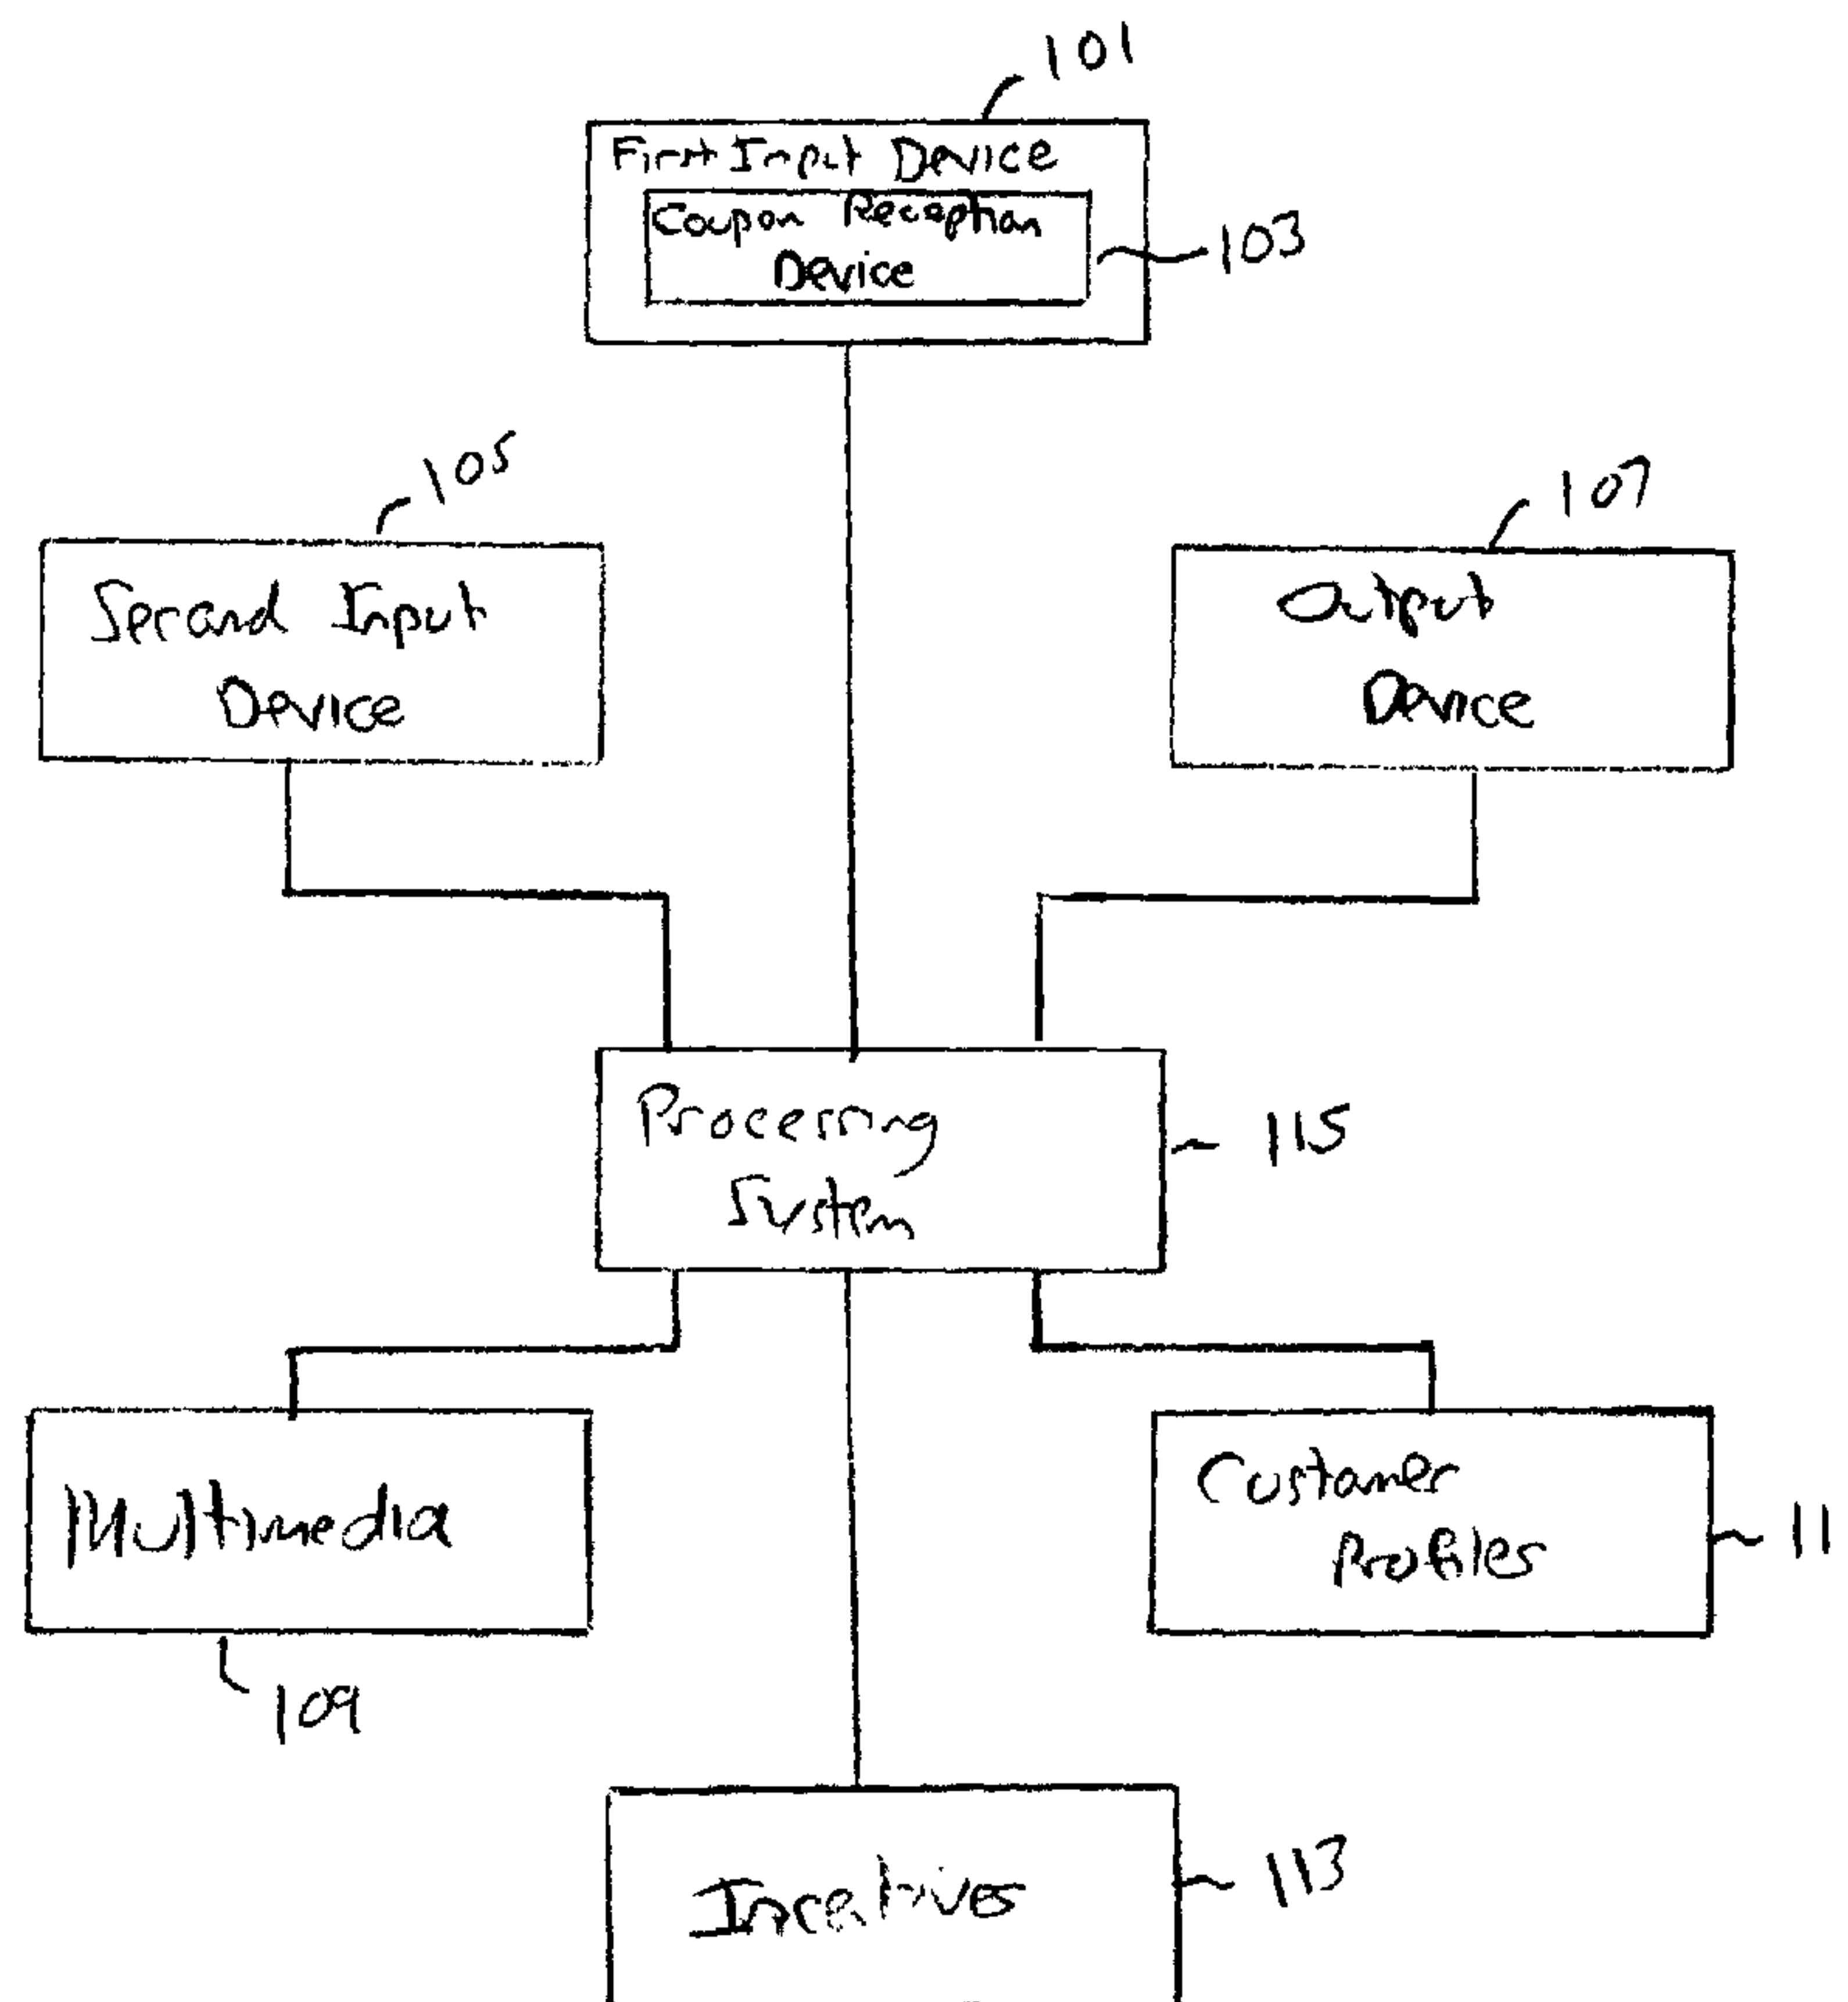 101
First Input Device
Coupon Reception
Device
103
105
Second Input
Device
107
Output
Device
Processing
System
115
Multimedia
109
Customer
Profiles
11
Incentives
113